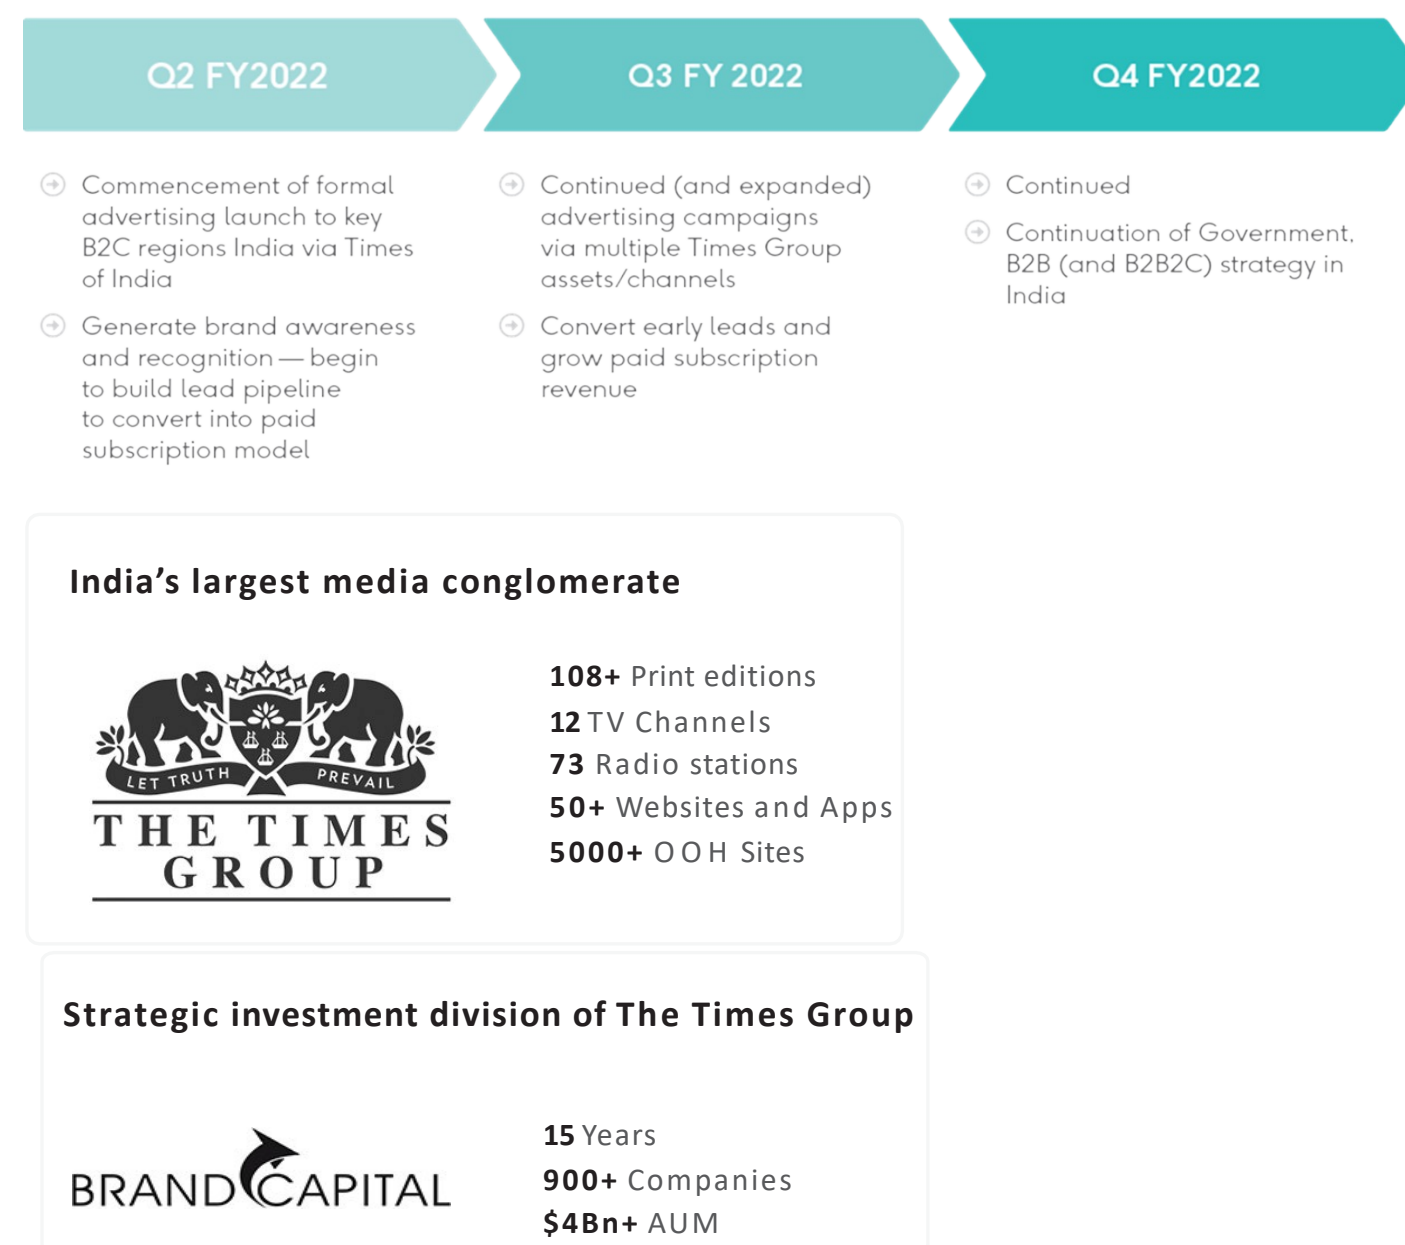 Q2 FY2022
Q3 FY 2022
Q4 FY2022
Commencement of formal
advertising launch to key
B2C regions India via Times
of India
Generate brand awareness
and recognition — begin
to build lead pipeline
to convert into paid
subscription model
Continued (and expanded)
advertising campaigns
via multiple Times Group
assets/channels
Convert early leads and
grow paid subscription
revenue
Continued
Continuation of Government,
B2B (and B2B2C) strategy in
India
India’s largest media conglomerate
LET TRUTH PREVAIL
THE TIMES
GROUP
108+ Print editions
12 TV Channels
73 Radio stations
50+ Websites and Apps
5000+ OOH Sites
Strategic investment division of The Times Group
BRAND CAPITAL
15 Years
900+ Companies
$4Bn+ AUM